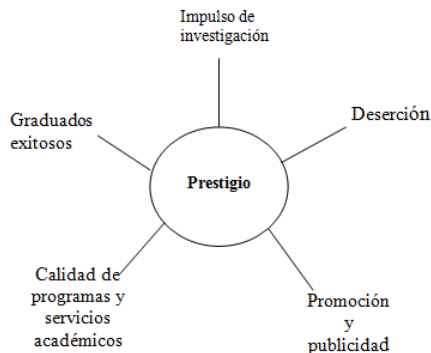 Impulso de
investigación
Graduados
exitosos
Deserción
Prestigio
Calidad de
programas y
servicios
académicos
Promoción
y
publicidad